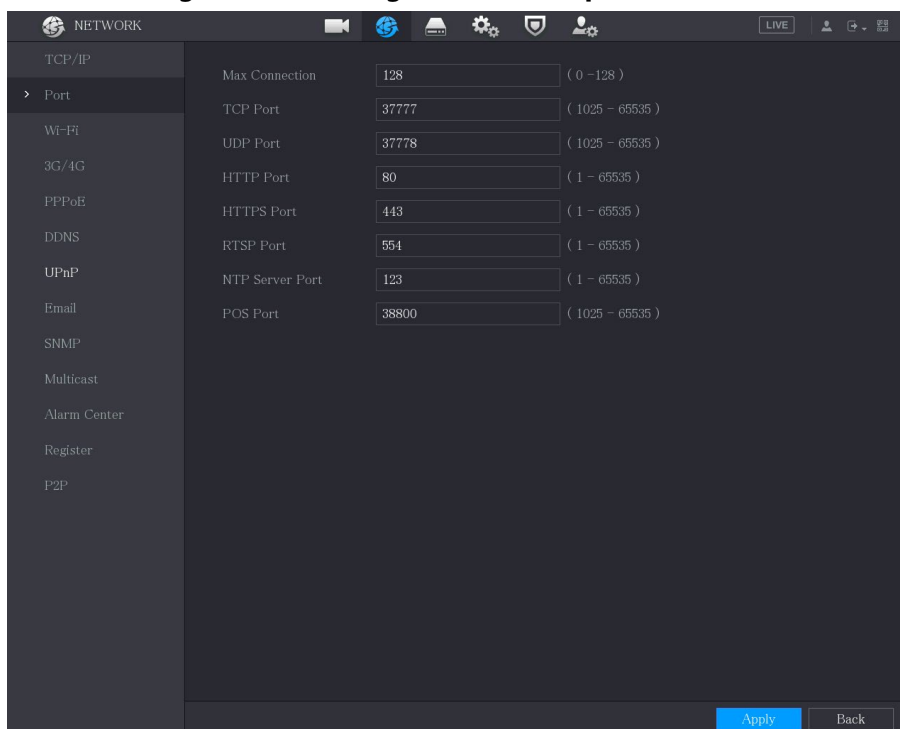 NETWORK
LIVE
TCP/IP
Port
Wi-Fi
3G/4G
PPPoE
DDNS
UPnP
Email
SNMP
Multicast
Alarm Center
Register
P2P
Max Connection 128 ( 0 -128 )
TCP Port 37777 ( 1025 - 65535 )
UDP Port 37778 ( 1025 - 65535 )
HTTP Port 80 ( 1 - 65535 )
HTTPS Port 443 ( 1 - 65535 )
RTSP Port 554 ( 1 - 65535 )
NTP Server Port 123 ( 1 - 65535 )
POS Port 38800 ( 1025 - 65535 )
Apply Back